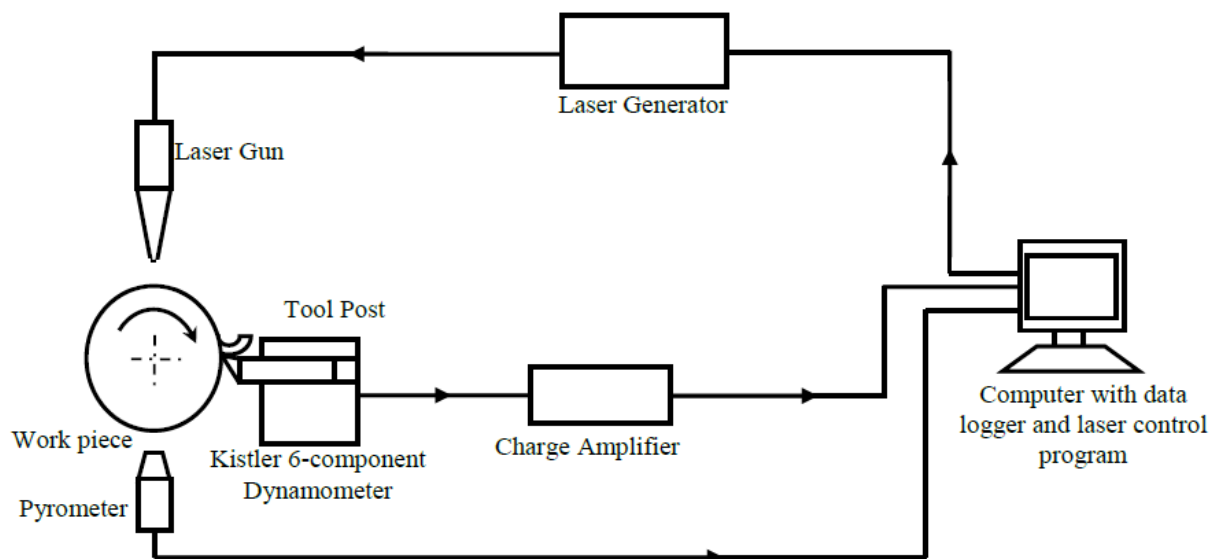 Laser Generator
Laser Gun
Tool Post
Work piece
Kistler 6-component
Dynamometer
Charge Amplifier
Computer with data
logger and laser control
program
Pyrometer